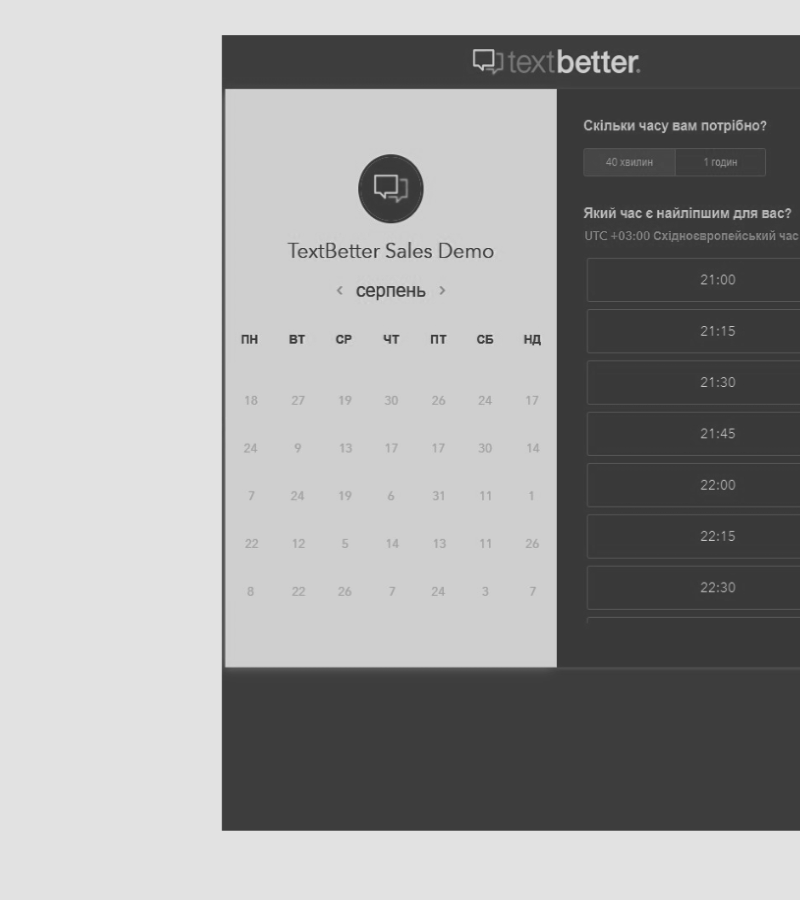 textbetter.
TextBetter Sales Demo
‹ серпень ›
ПН ВТ СР ЧТ ПТ СБ НД
18 27 19 30 26 24 17
24 9 13 17 17 30 14
7 24 19 6 31 11 1
22 12 5 14 13 11 26
8 22 26 7 24 3 7
Скільки часу вам потрібно?
40 хвилин 1 годин
Який час є найліпшим для вас?
UTC +03:00 Східноєвропейський час
21:00
21:15
21:30
21:45
22:00
22:15
22:30